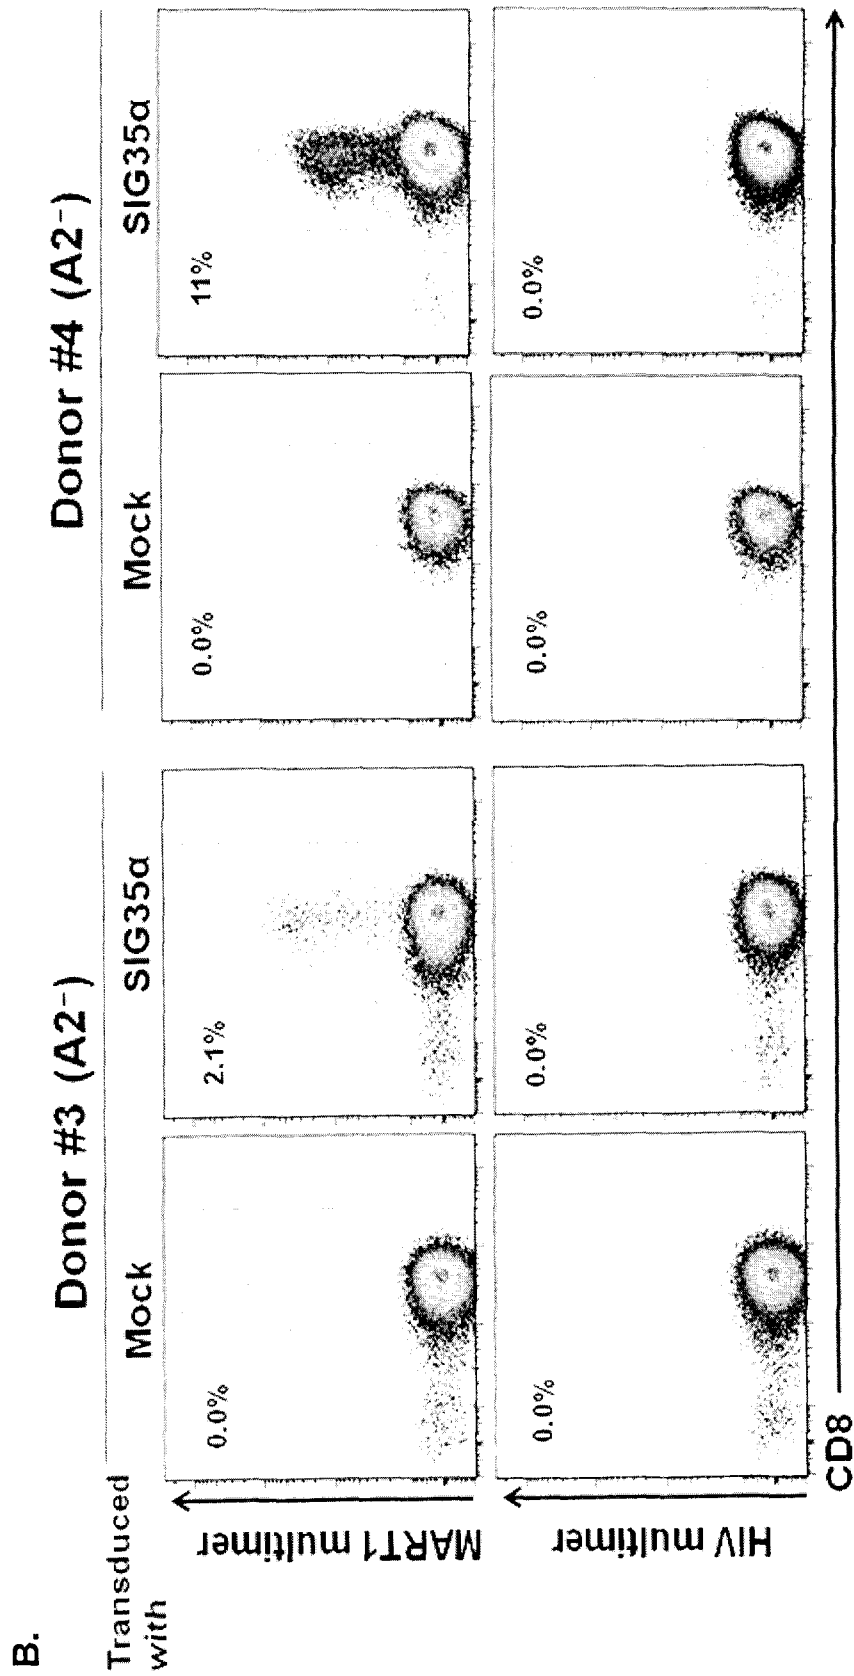 B.
Donor #3 (A2⁻)
Donor #4 (A2⁻)
Transduced
with
Mock
SIG35α
Mock
SIG35α
MART1 multimer
0.0%
2.1%
0.0%
11%
HIV multimer
0.0%
0.0%
0.0%
0.0%
CD8